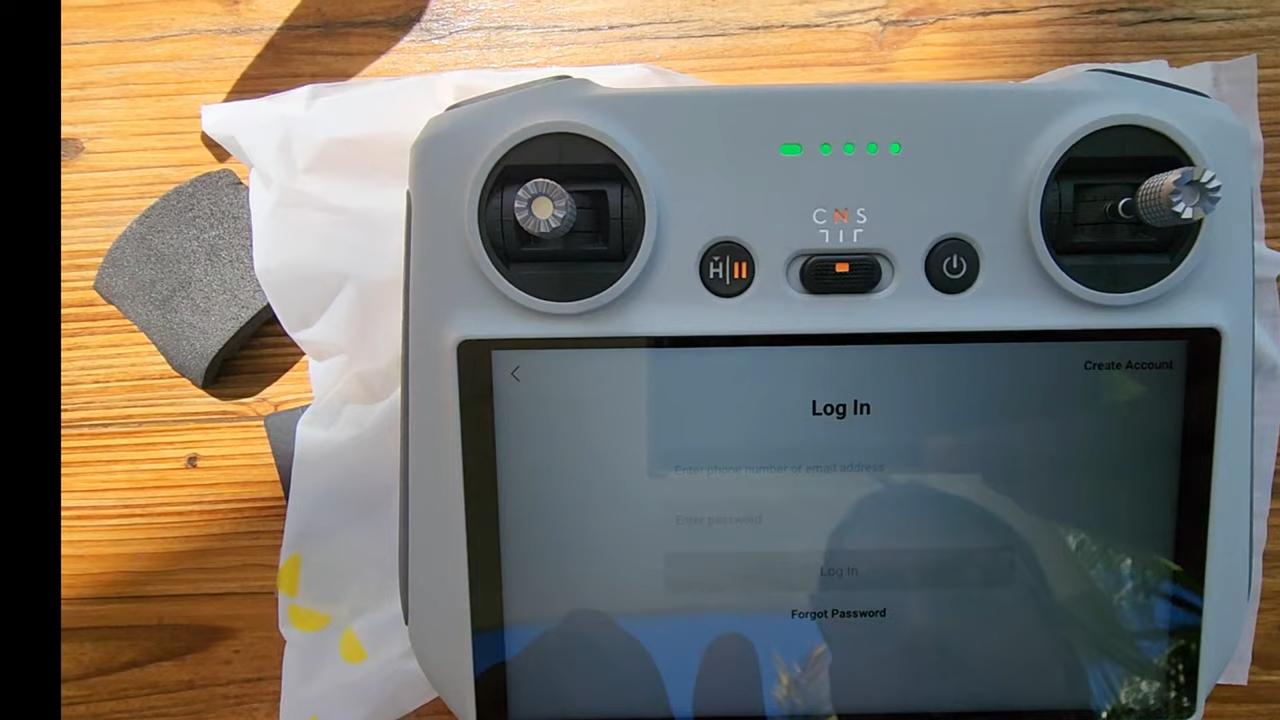 C N S
H
<
Create Account
Log In
Enter phone number or email address
Enter password
Log In
Forgot Password